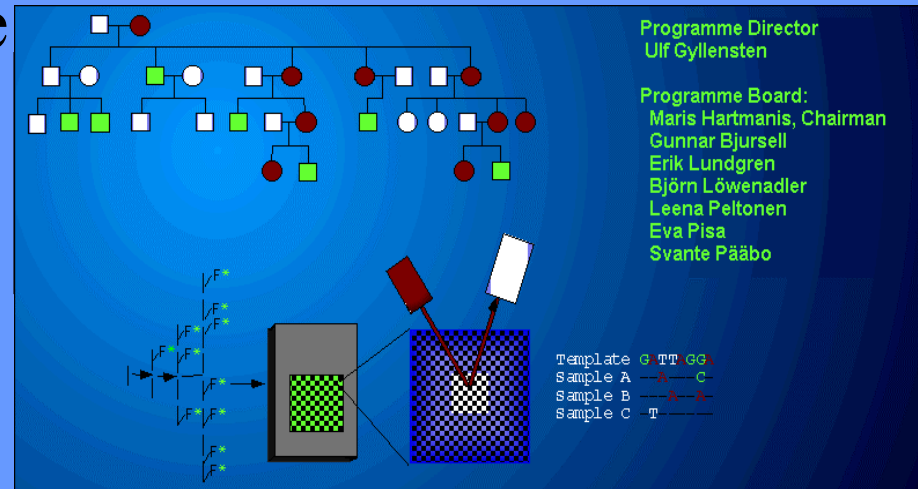 e
Programme Director
Ulf Gyllensten
Programme Board:
Maris Hartmanis, Chairman
Gunnar Bjursell
Erik Lundgren
Björn Löwenadler
Leena Peltonen
Eva Pisa
Svante Pääbo
F*
F*
F*
F*
F*
F*
F*
F*
F*
F*
Template GATTAGGA
Sample A --A---C-
Sample B ---A-A-
Sample C -T------